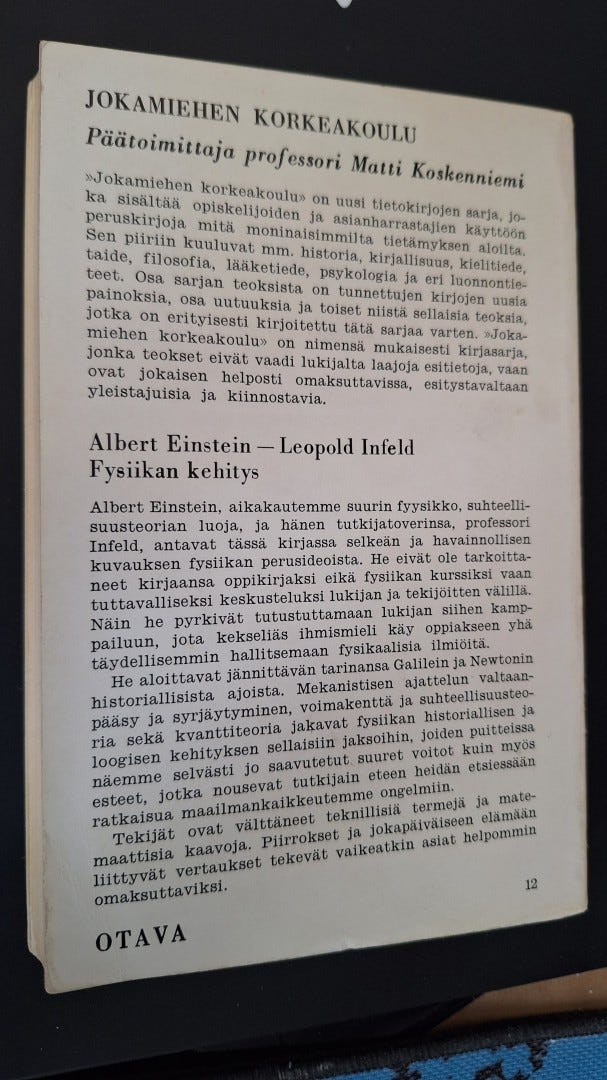 JOKAMIEHEN KORKEAKOULU
Päätoimittaja professori Matti Koskenniemi
»Jokamiehen korkeakoulu» on uusi tietokirjojen sarja, jo-
ka sisältää opiskelijoiden ja asianharrastajien käyttöön
peruskirjoja mitä moninaisimmilta tietämyksen aloilta.
Sen piiriin kuuluvat mm. historia, kirjallisuus, kielitiede,
taide, filosofia, lääketiede, psykologia ja eri luonnontie-
teet. Osa sarjan teoksista on tunnettujen kirjojen uusia
painoksia, osa uutuuksia ja toiset niistä sellaisia teoksia,
jotka on erityisesti kirjoitettu tätä sarjaa varten. »Joka-
miehen korkeakoulu» on nimensä mukaisesti kirjasarja,
jonka teokset eivät vaadi lukijalta laajoja esitietoja, vaan
ovat jokaisen helposti omaksuttavissa, esitystavaltaan
yleistajuisia ja kiinnostavia.
Albert Einstein — Leopold Infeld
Fysiikan kehitys
Albert Einstein, aikakautemme suurin fyysikko, suhteelli-
suusteorian luoja, ja hänen tutkijatoverinsa, professori
Infeld, antavat tässä kirjassa selkeän ja havainnollisen
kuvauksen fysiikan perusideoista. He eivät ole tarkoitta-
neet kirjaansa oppikirjaksi eikä fysiikan kurssiksi vaan
tuttavalliseksi keskusteluksi lukijan ja tekijöitten välillä.
Näin he pyrkivät tutustuttamaan lukijan siihen kamp-
pailuun, jota kekseliäs ihmismieli käy oppiakseen yhä
täydellisemmin hallitsemaan fysikaalisia ilmiöitä.
He aloittavat jännittävän tarinansa Galilein ja Newtonin
historiallisista ajoista. Mekanistisen ajattelun valtaan-
pääsy ja syrjäytyminen, voimakenttä ja suhteellisuusteo-
ria sekä kvanttiteoria jakavat fysiikan historiallisen ja
loogisen kehityksen sellaisiin jaksoihin, joiden puitteissa
näemme selvästi jo saavutetut suuret voitot kuin myös
esteet, jotka nousevat tutkijain eteen heidän etsiessään
ratkaisua maailmankaikkeutemme ongelmiin.
Tekijät ovat välttäneet teknillisiä termejä ja mate-
maattisia kaavoja. Piirrokset ja jokapäiväiseen elämään
liittyvät vertaukset tekevät vaikeatkin asiat helpommin
omaksuttaviksi.
12
OTAVA